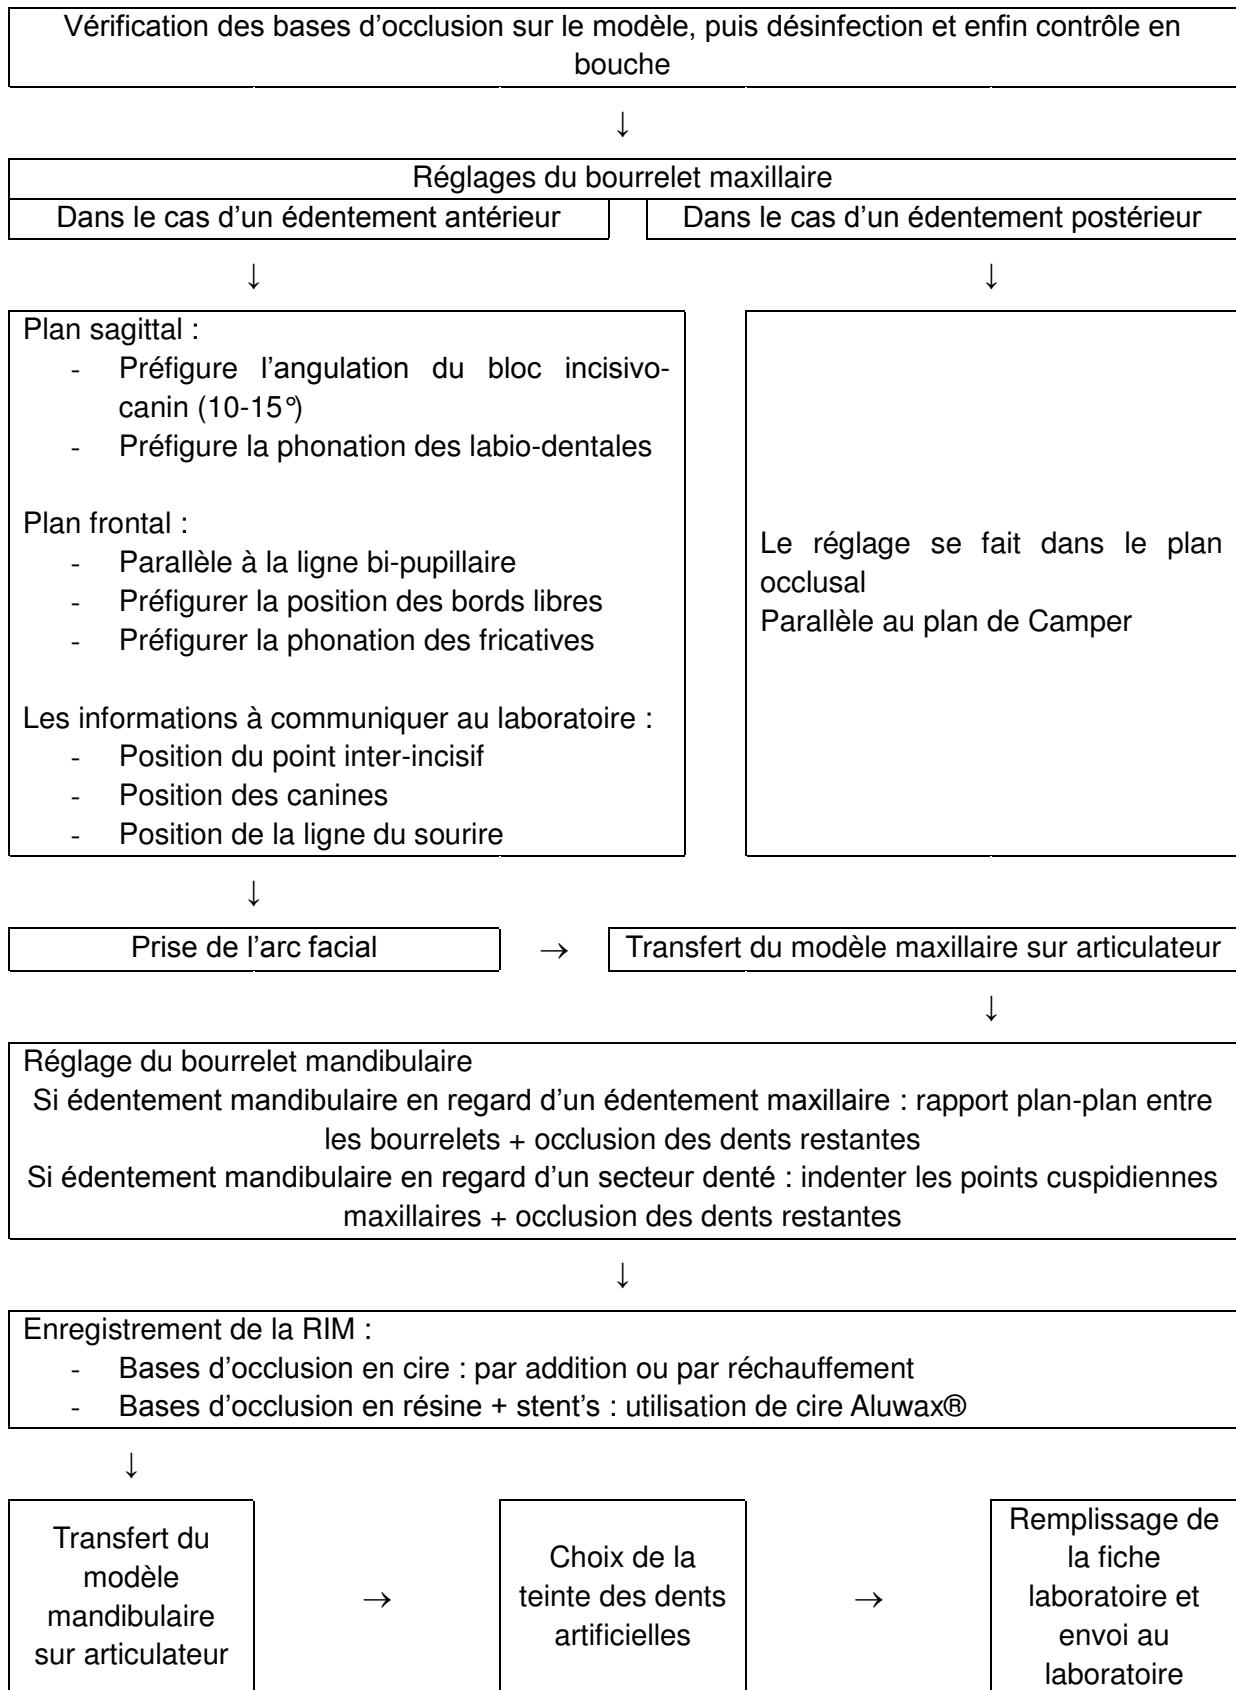 Vérification des bases d’occlusion sur le modèle, puis désinfection et enfin contrôle en
bouche
↓
Réglages du bourrelet maxillaire
Dans le cas d’un édentement antérieur
Dans le cas d’un édentement postérieur
↓
↓
Plan sagittal :
- Préfigure l’angulation du bloc incisivo-
canin (10-15°)
- Préfigure la phonation des labio-dentales
Plan frontal :
- Parallèle à la ligne bi-pupillaire
- Préfigurer la position des bords libres
- Préfigurer la phonation des fricatives
Les informations à communiquer au laboratoire :
- Position du point inter-incisif
- Position des canines
- Position de la ligne du sourire
Le réglage se fait dans le plan
occlusal
Parallèle au plan de Camper
↓
Prise de l’arc facial
→
Transfert du modèle maxillaire sur articulateur
↓
Réglage du bourrelet mandibulaire
Si édentement mandibulaire en regard d’un édentement maxillaire : rapport plan-plan entre
les bourrelets + occlusion des dents restantes
Si édentement mandibulaire en regard d’un secteur denté : indenter les points cuspidiennes
maxillaires + occlusion des dents restantes
↓
Enregistrement de la RIM :
- Bases d’occlusion en cire : par addition ou par réchauffement
- Bases d’occlusion en résine + stent’s : utilisation de cire Aluwax®
↓
Transfert du
modèle
mandibulaire
sur articulateur
→
Choix de la
teinte des dents
artificielles
→
Remplissage de
la fiche
laboratoire et
envoi au
laboratoire